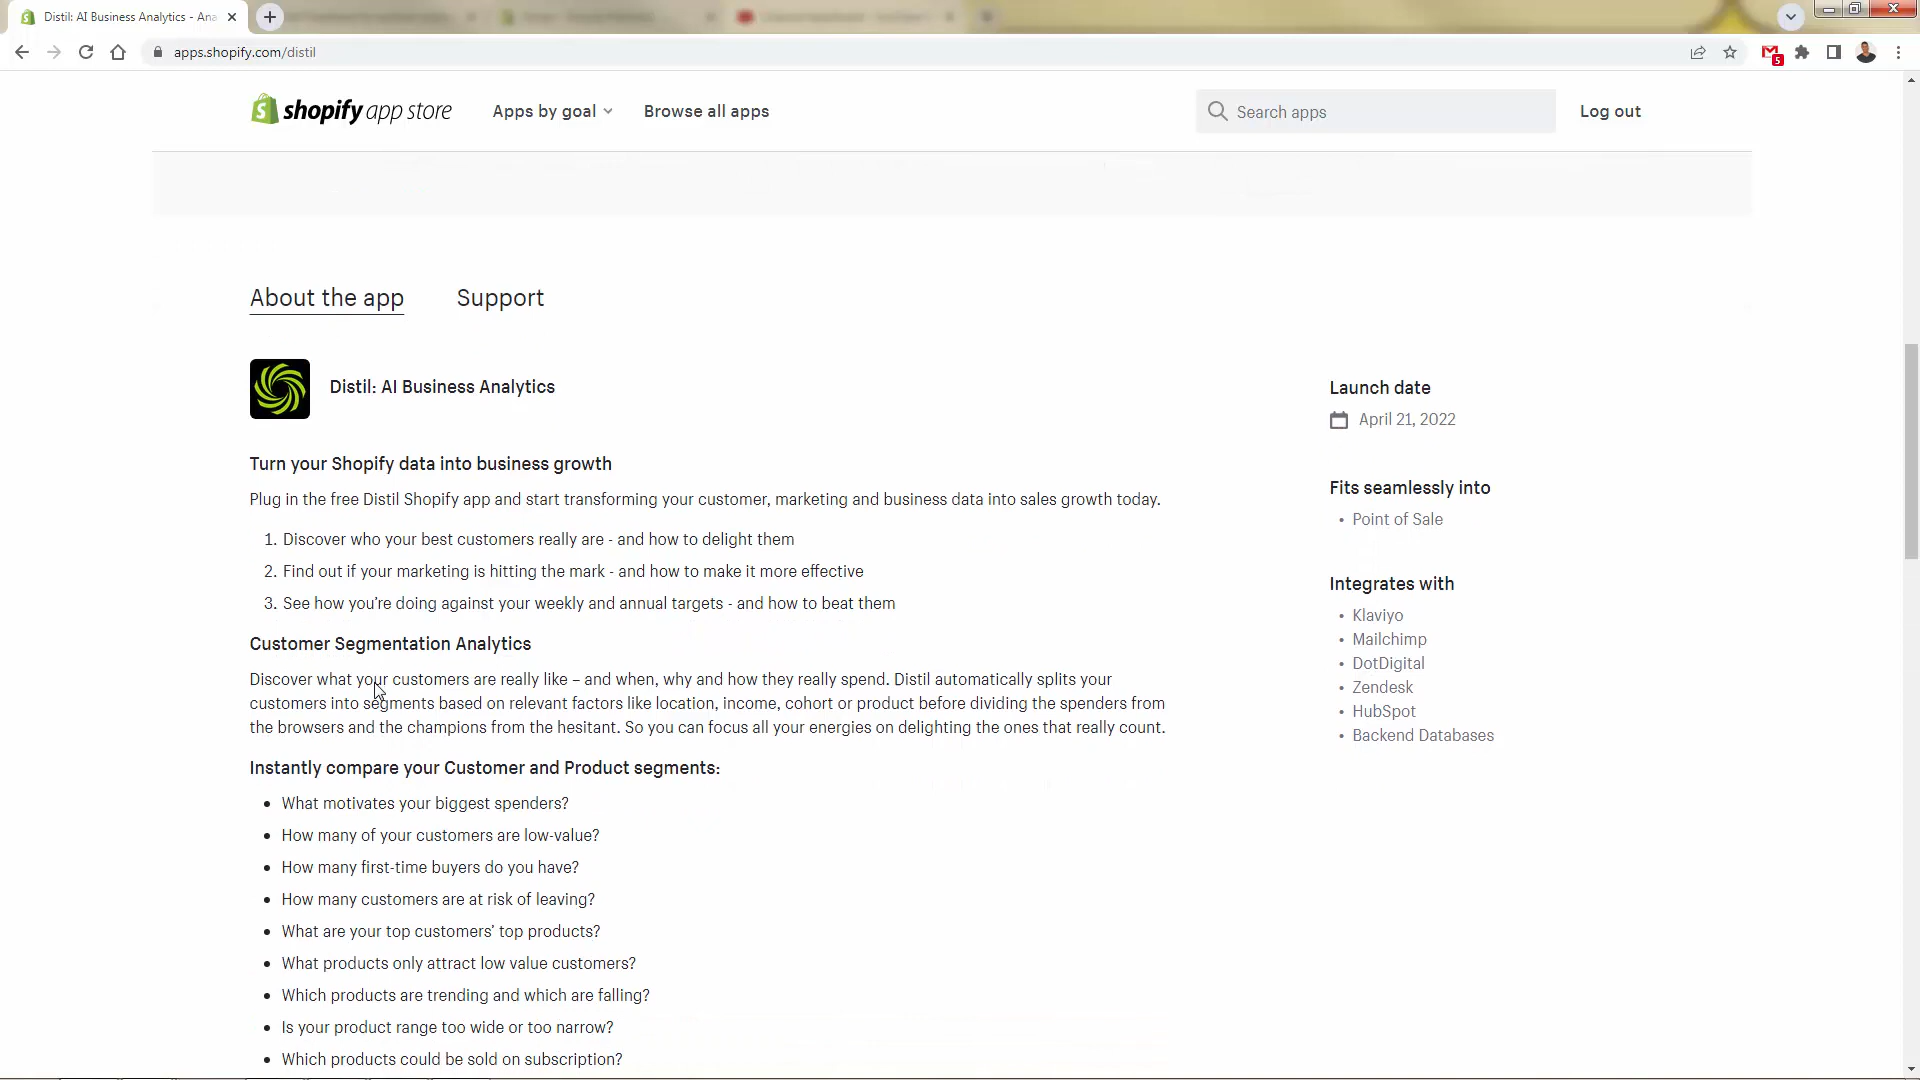 Distil: AI Business Analytics - Ana
apps.shopify.com/distil
5
shopify app store
Apps by goal
Browse all apps
Search apps
Log out
About the app
Support
Distil: AI Business Analytics
Turn your Shopify data into business growth
Plug in the free Distil Shopify app and start transforming your customer, marketing and business data into sales growth today.
1. Discover who your best customers really are - and how to delight them
2. Find out if your marketing is hitting the mark - and how to make it more effective
3. See how you're doing against your weekly and annual targets - and how to beat them
Customer Segmentation Analytics
Discover what your customers are really like – and when, why and how they really spend. Distil automatically splits your
customers into segments based on relevant factors like location, income, cohort or product before dividing the spenders from
the browsers and the champions from the hesitant. So you can focus all your energies on delighting the ones that really count.
Instantly compare your Customer and Product segments:
• What motivates your biggest spenders?
• How many of your customers are low-value?
• How many first-time buyers do you have?
• How many customers are at risk of leaving?
• What are your top customers’ top products?
• What products only attract low value customers?
• Which products are trending and which are falling?
• Is your product range too wide or too narrow?
• Which products could be sold on subscription?
Launch date
April 21, 2022
Fits seamlessly into
• Point of Sale
Integrates with
• Klaviyo
• Mailchimp
• DotDigital
• Zendesk
• HubSpot
• Backend Databases